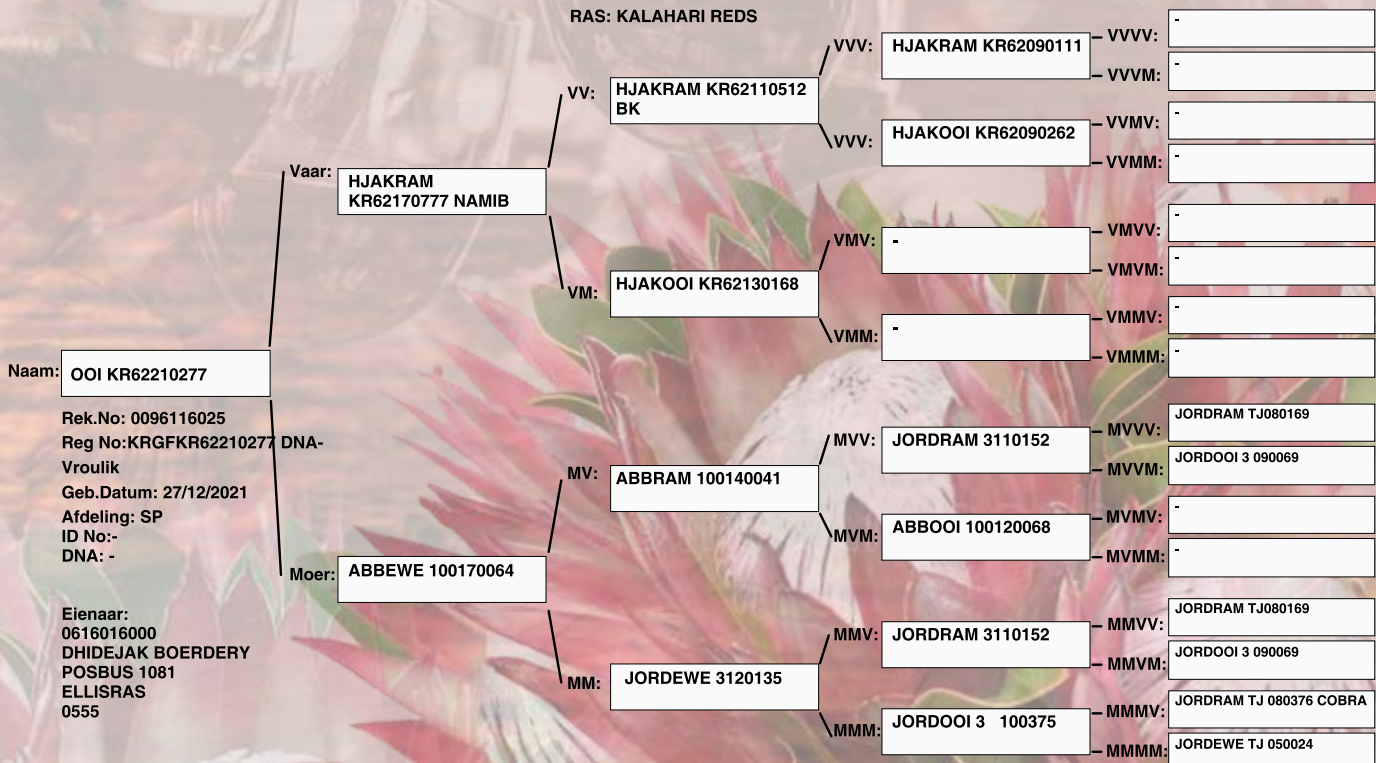 RAS: KALAHARI REDS
Naam:
OOI KR62210277
Rek.No: 0096116025
Reg No:KRGFKR62210277 DNA-
Vroulik
Geb.Datum: 27/12/2021
Afdeling: SP
ID No:-
DNA: -
Eienaar:
0616016000
DHIDEJAK BOERDERY
POSBUS 1081
ELLISRAS
0555
Vaar:
HJAKRAM
KR62170777 NAMIB
Moer:
ABBEWE 100170064
VV:
HJAKRAM KR62110512
BK
VM:
HJAKOOI KR62130168
MV:
ABBRAM 100140041
MM:
JORDEWE 3120135
VVV:
HJAKRAM KR62090111
VVV:
HJAKOOI KR62090262
VMV:
-
VMM:
-
MVV:
JORDRAM 3110152
MVM:
ABBOOI 100120068
MMV:
JORDRAM 3110152
MMM:
JORDOOI 3 100375
VVVV:
-
VVVM:
-
VVMV:
-
VVMM:
-
VMVV:
-
VMVM:
-
VMMV:
-
VMMM:
-
MVVV:
JORDRAM TJ080169
MVVM:
JORDOOI 3 090069
MVMV:
-
MVMM:
-
MMVV:
JORDRAM TJ080169
MMVM:
JORDOOI 3 090069
MMMV:
JORDRAM TJ 080376 COBRA
MMMM:
JORDEWE TJ 050024